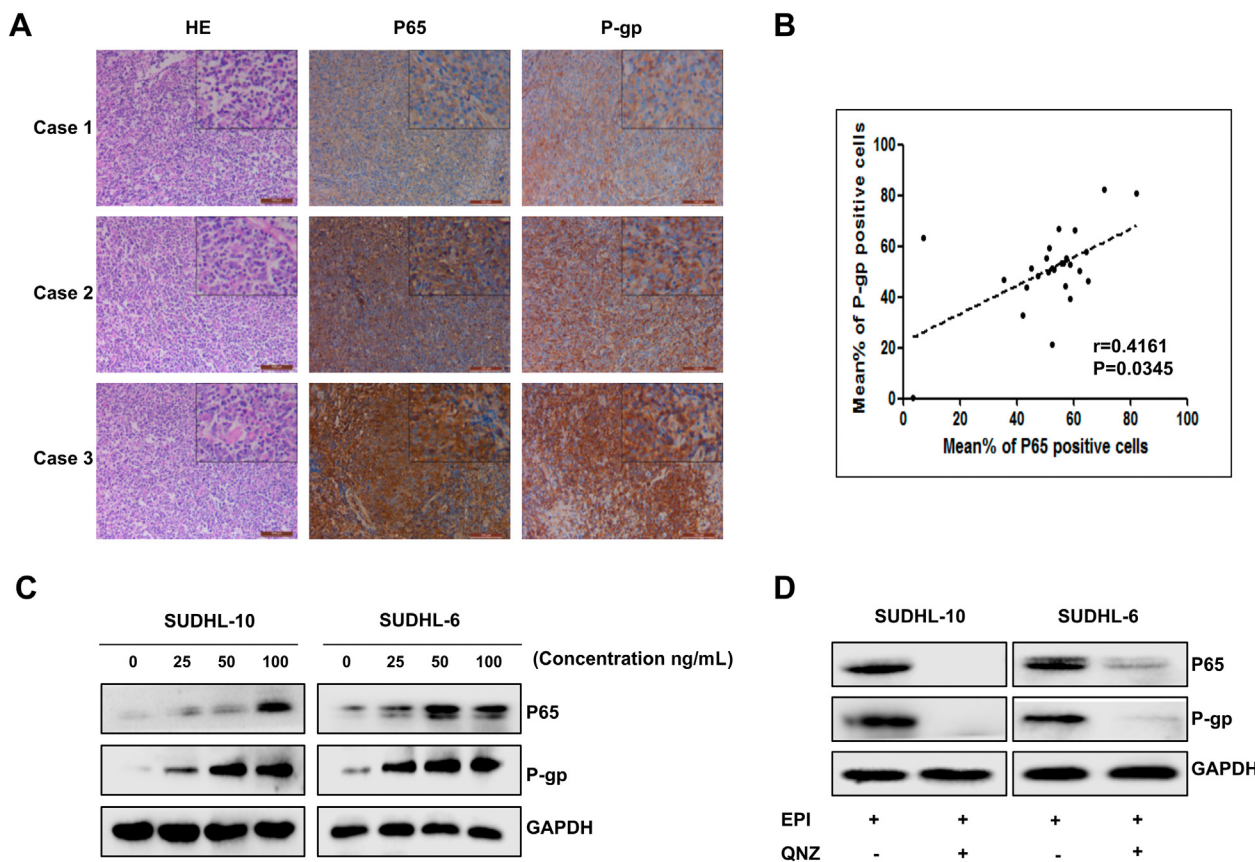 A
HE P65 P-gp
Case 1
Case 2
Case 3
B
Mean% of P-gp positive cells
100
80
60
40
20
0
r=0.4161
P=0.0345
0 20 40 60 80 100
Mean% of P65 positive cells
C
SUDHL-10 SUDHL-6
0 25 50 100 0 25 50 100 (Concentration ng/mL)
P65
P-gp
GAPDH
D
SUDHL-10 SUDHL-6
P65
P-gp
GAPDH
EPI + + + +
QNZ - + - +